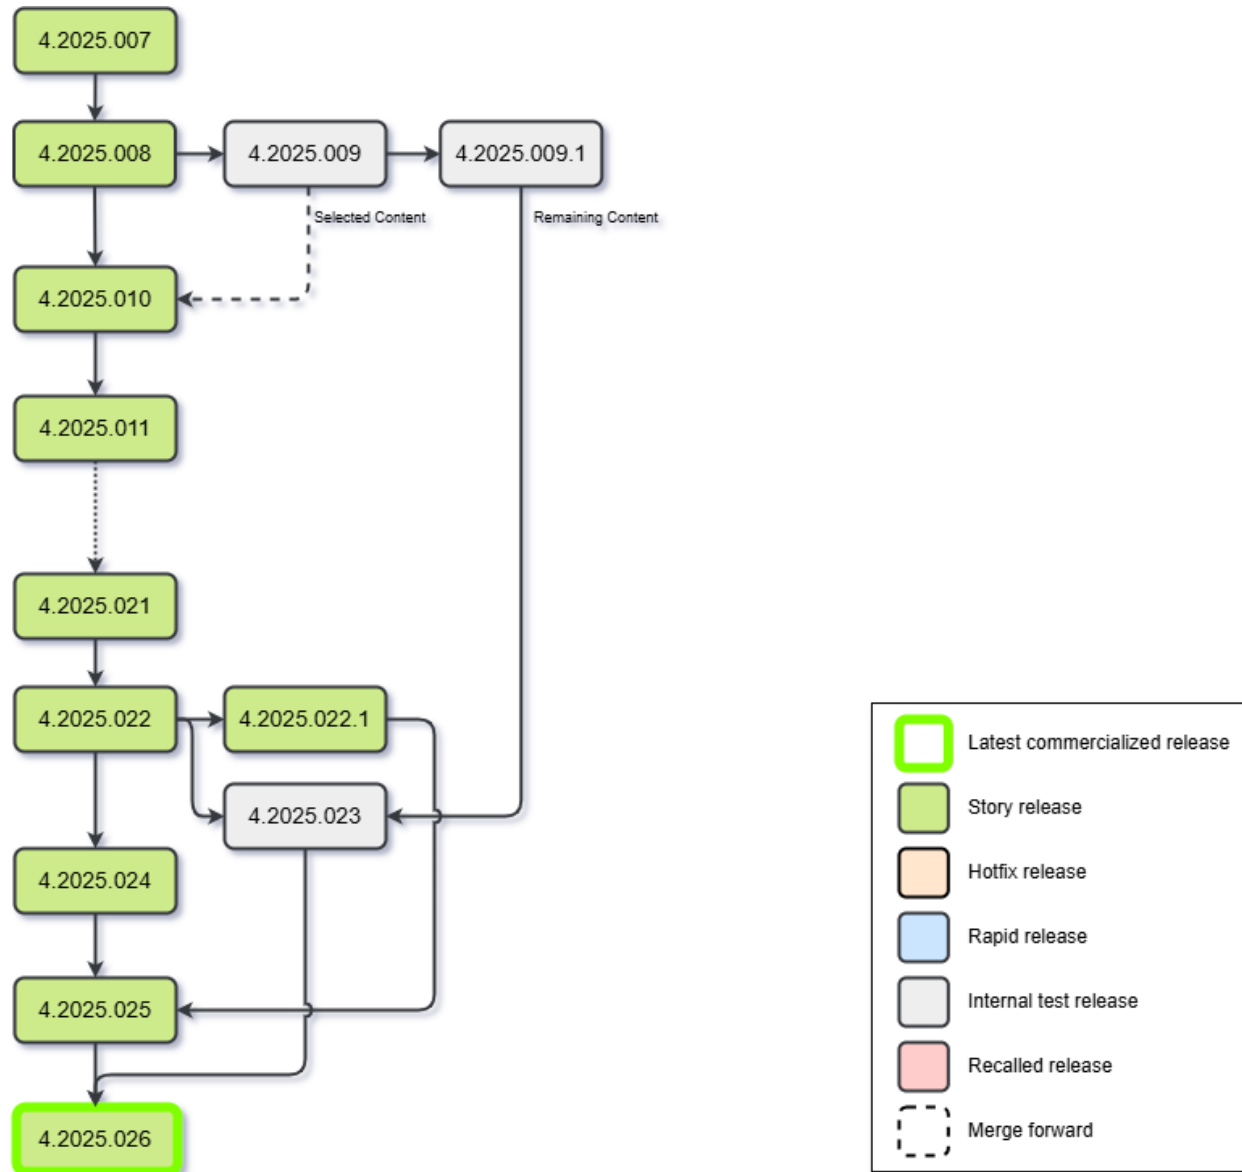 4.2025.007
4.2025.008
4.2025.009
4.2025.009.1
Selected Content
Remaining Content
4.2025.010
4.2025.011
4.2025.021
4.2025.022
4.2025.022.1
4.2025.023
4.2025.024
4.2025.025
4.2025.026
Latest commercialized release
Story release
Hotfix release
Rapid release
Internal test release
Recalled release
Merge forward